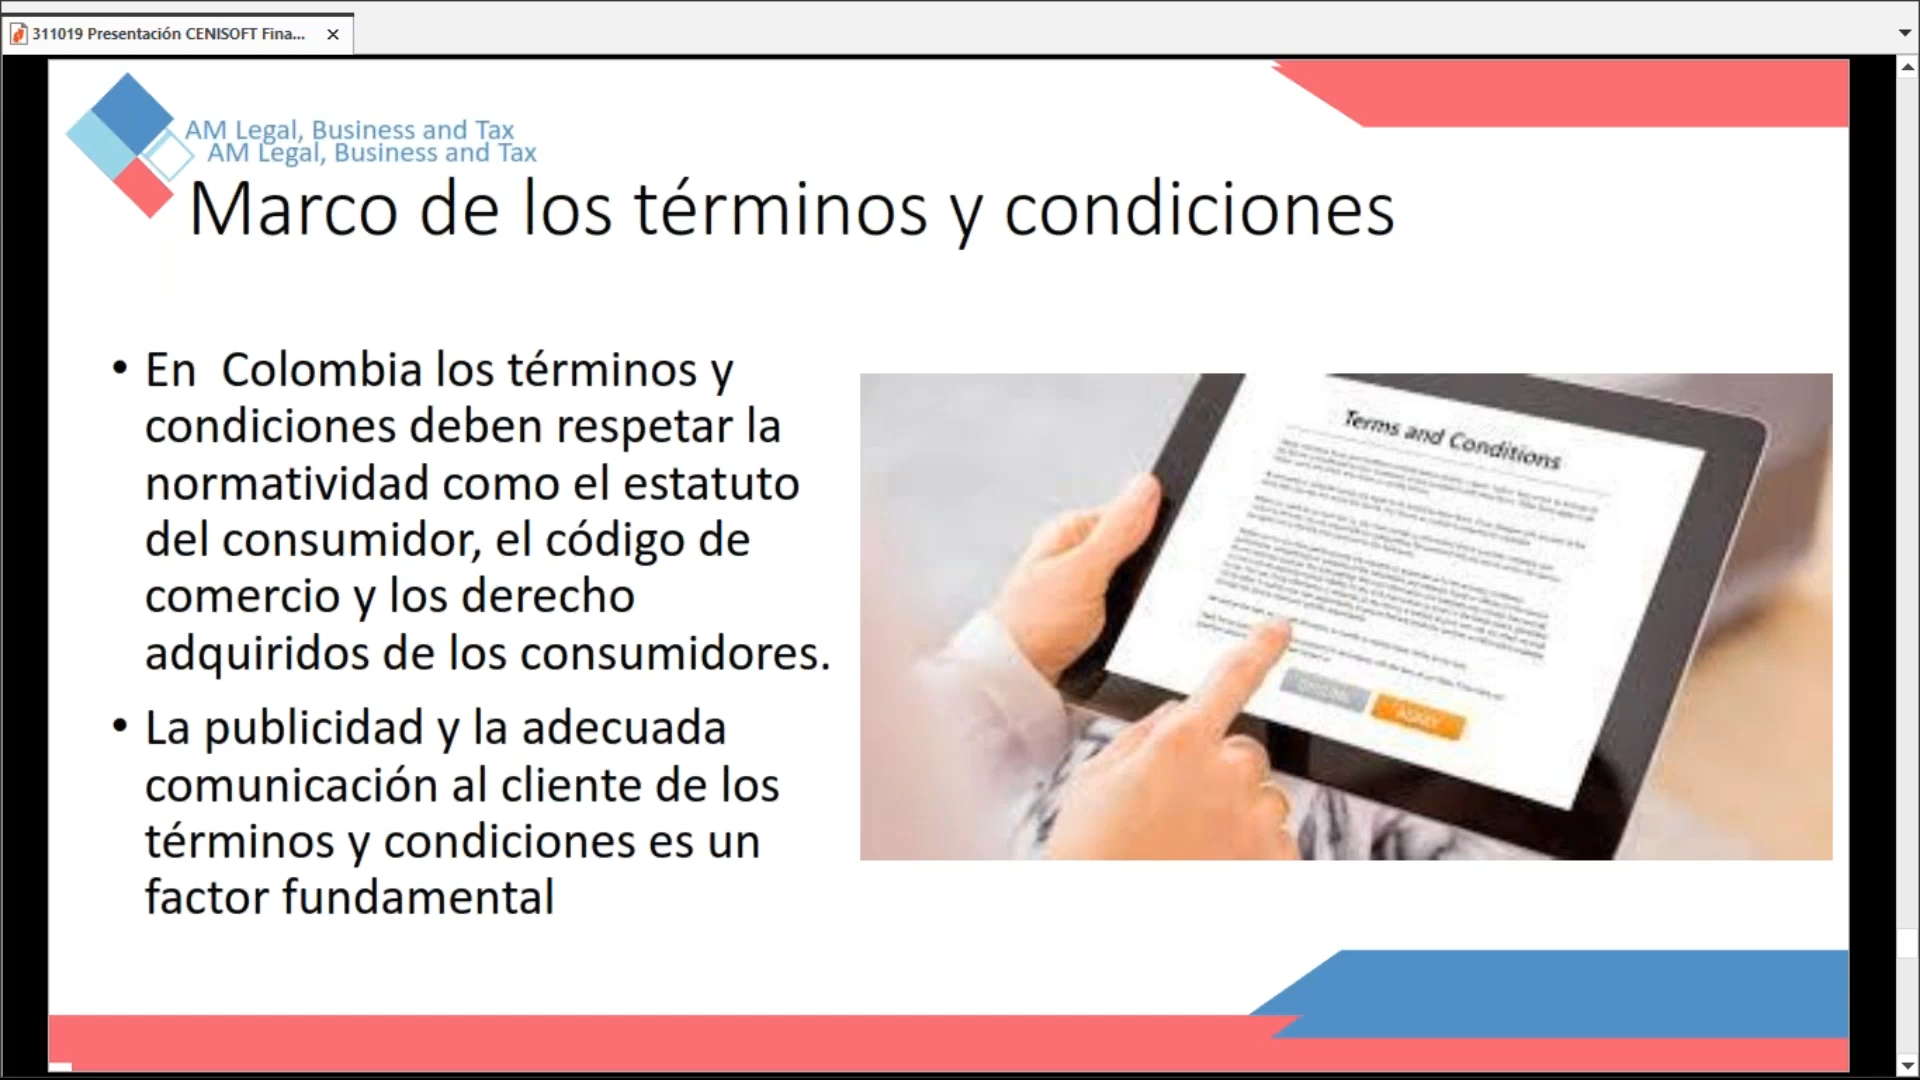 311019 Presentación CENISOFT Fina...
AM Legal, Business and Tax
AM Legal, Business and Tax
Marco de los términos y condiciones
• En  Colombia los términos y
condiciones deben respetar la
normatividad como el estatuto
del consumidor, el código de
comercio y los derecho
adquiridos de los consumidores.
• La publicidad y la adecuada
comunicación al cliente de los
términos y condiciones es un
factor fundamental
Terms and Conditions